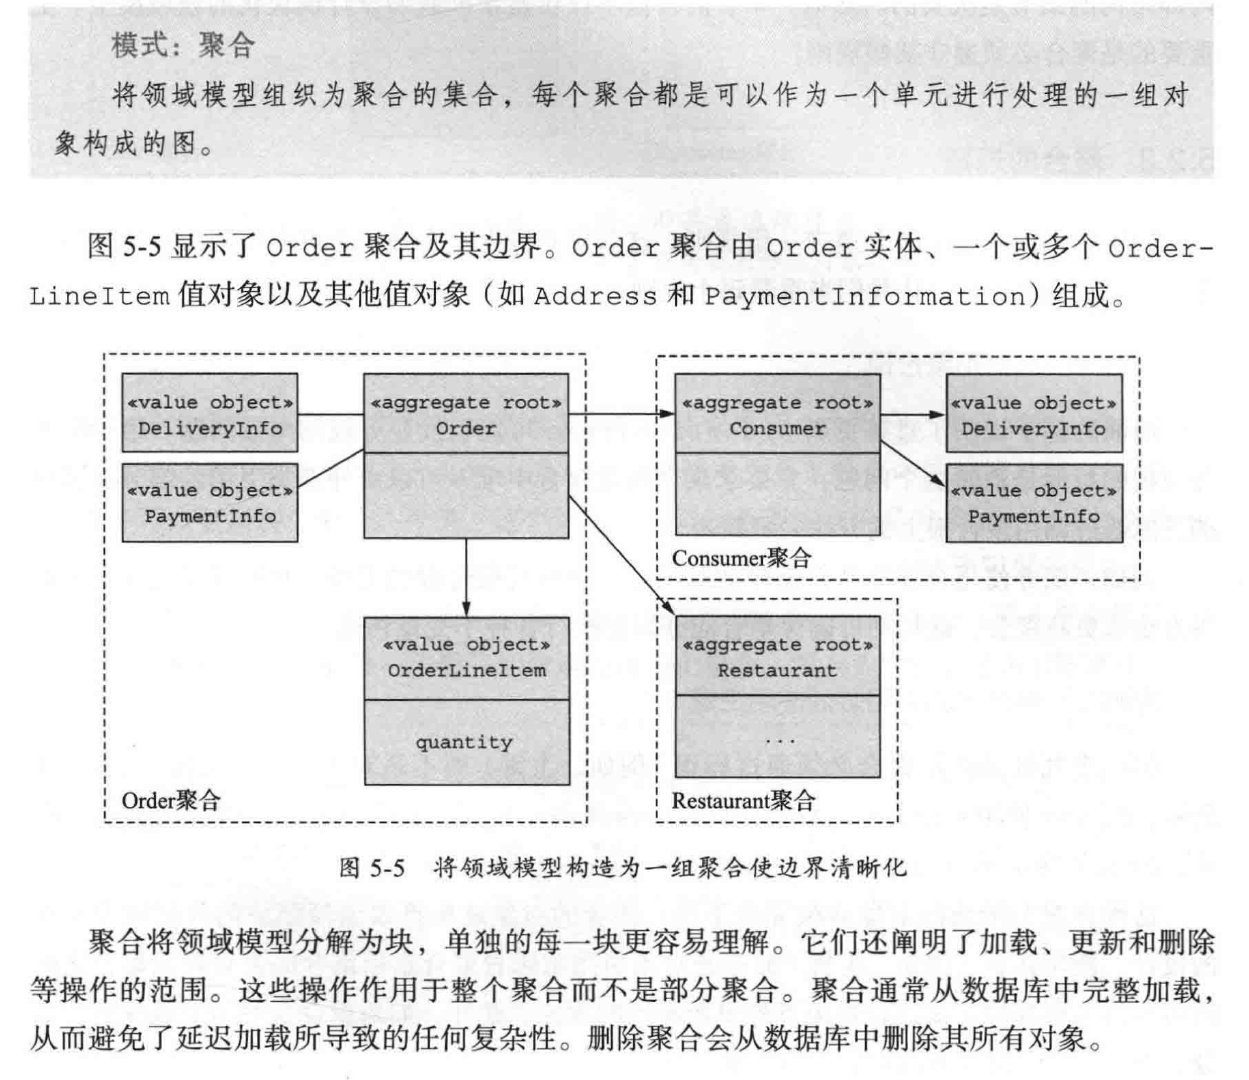 模式：聚合
将领域模型组织为聚合的集合，每个聚合都是可以作为一个单元进行处理的一组对
象构成的图。
图 5-5 显示了 Order 聚合及其边界。Order 聚合由 Order 实体、一个或多个 Order-
LineItem 值对象以及其他值对象（如 Address 和 PaymentInformation）组成。
«value object»
DeliveryInfo
«aggregate root»
Order
«aggregate root»
Consumer
«value object»
DeliveryInfo
«value object»
PaymentInfo
«value object»
PaymentInfo
Consumer聚合
«value object»
OrderLineItem
«aggregate root»
Restaurant
quantity
...
Order聚合
Restaurant聚合
图 5-5 将领域模型构造为一组聚合使边界清晰化
聚合将领域模型分解为块，单独的每一块更容易理解。它们还阐明了加载、更新和删除
等操作的范围。这些操作作用于整个聚合而不是部分聚合。聚合通常从数据库中完整加载，
从而避免了延迟加载所导致的任何复杂性。删除聚合会从数据库中删除其所有对象。